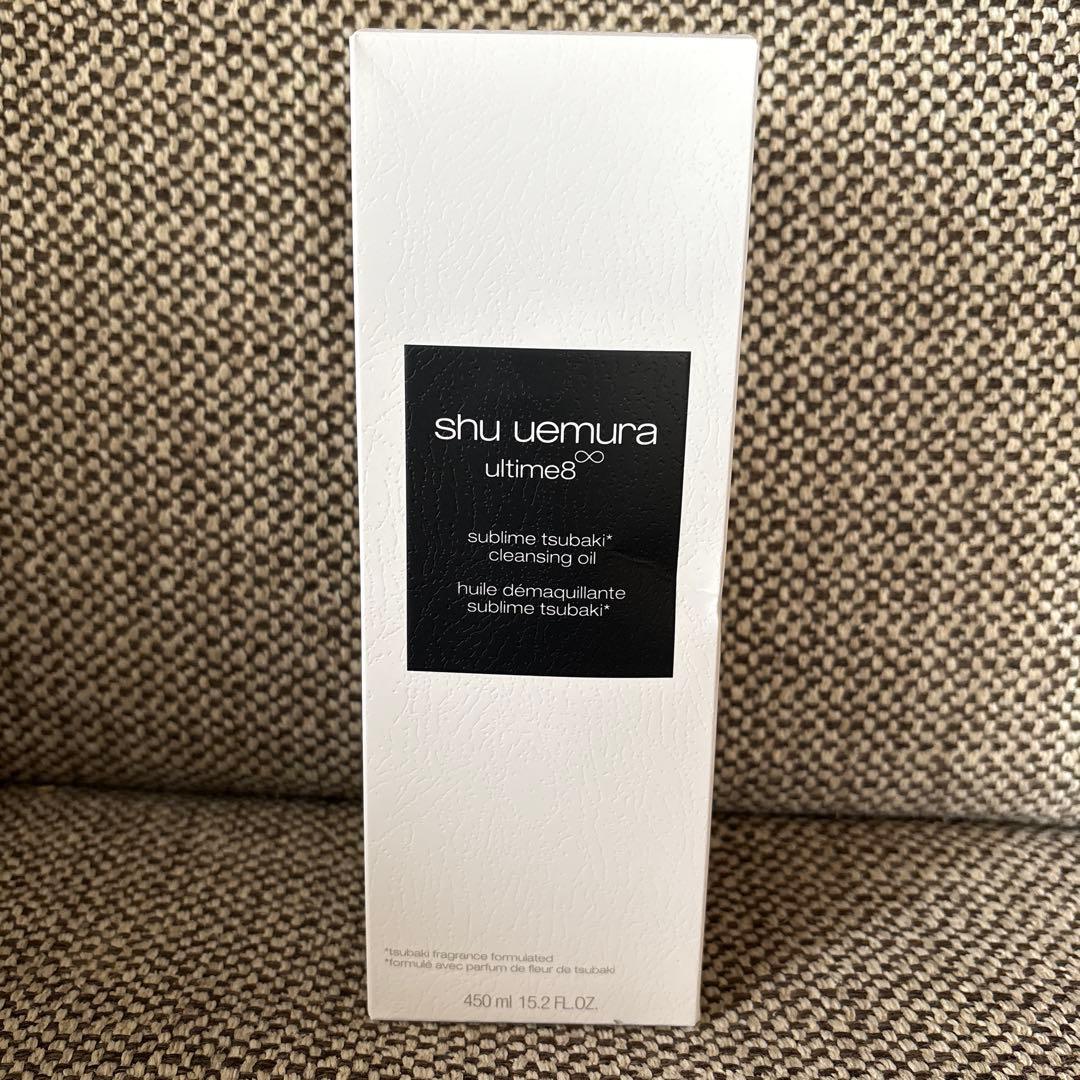 shu uemura
ultime8∞
sublime tsubaki*
cleansing oil
huile démaquillante
sublime tsubaki*
*tsubaki fragrance formulated
*formulé avec parfum de fleur de tsubaki
450 ml 15.2 FL.OZ.